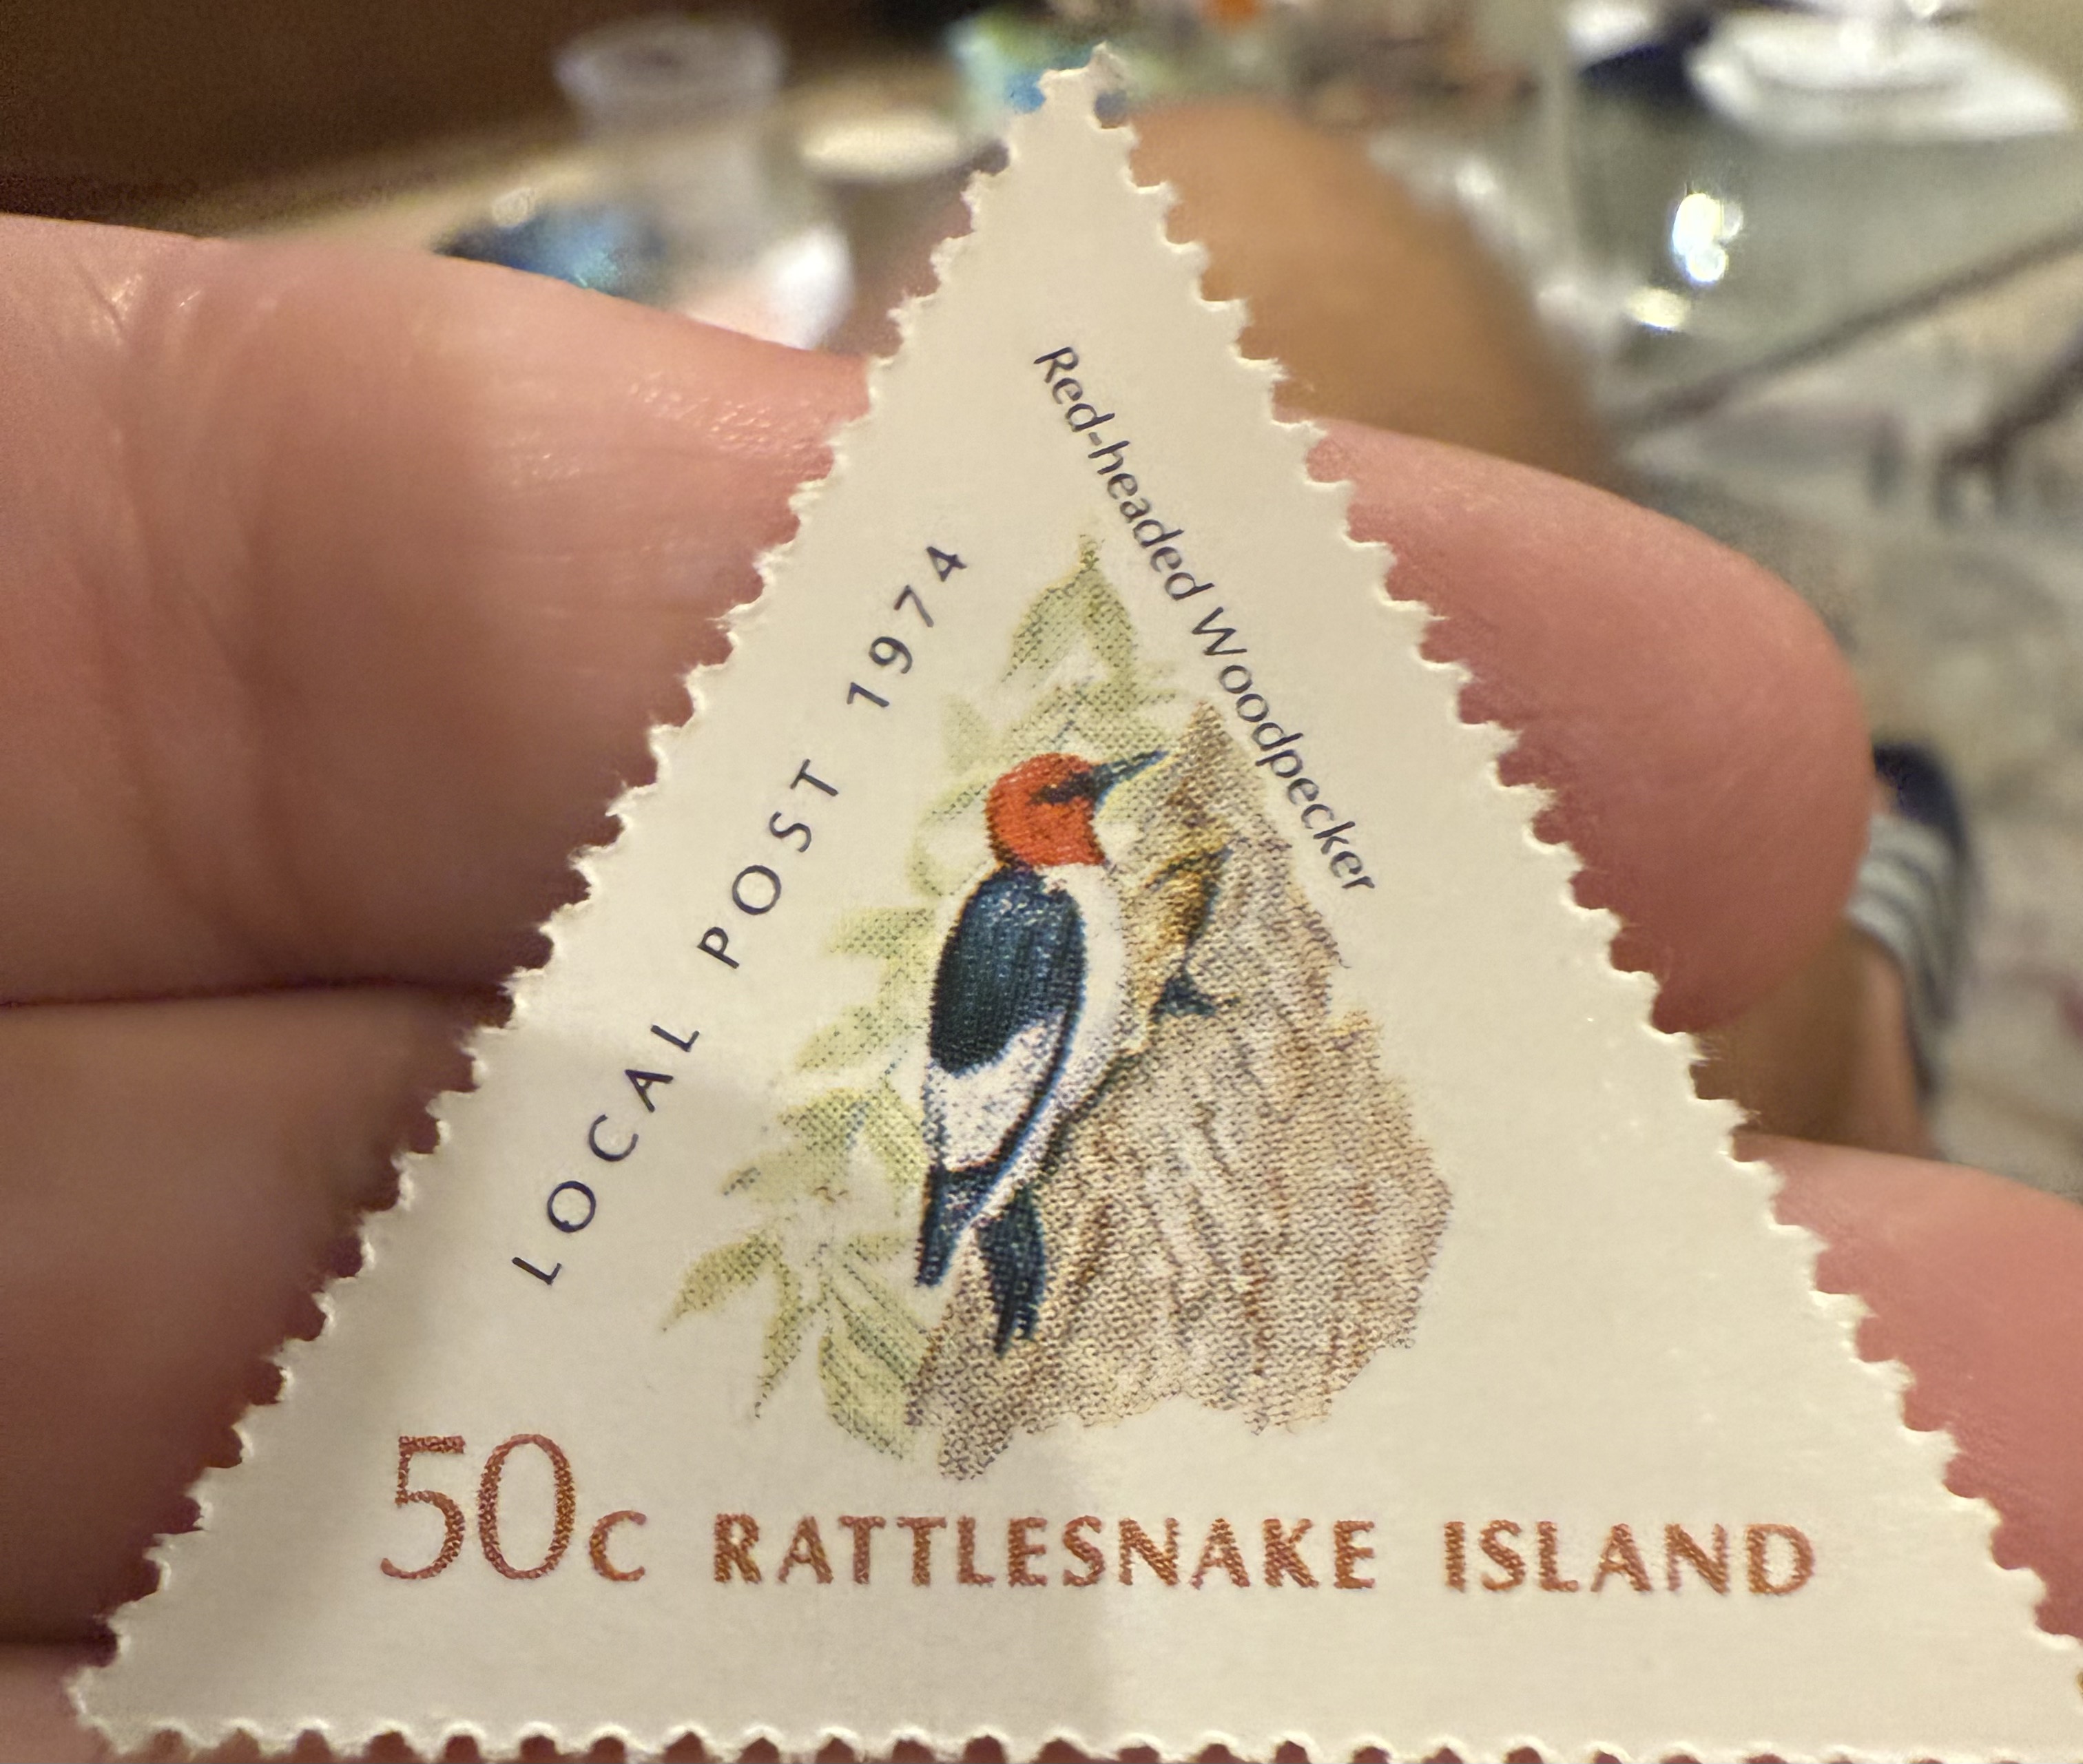 Red-headed Woodpecker
LOCAL POST 1974
50c RATTLESNAKE ISLAND